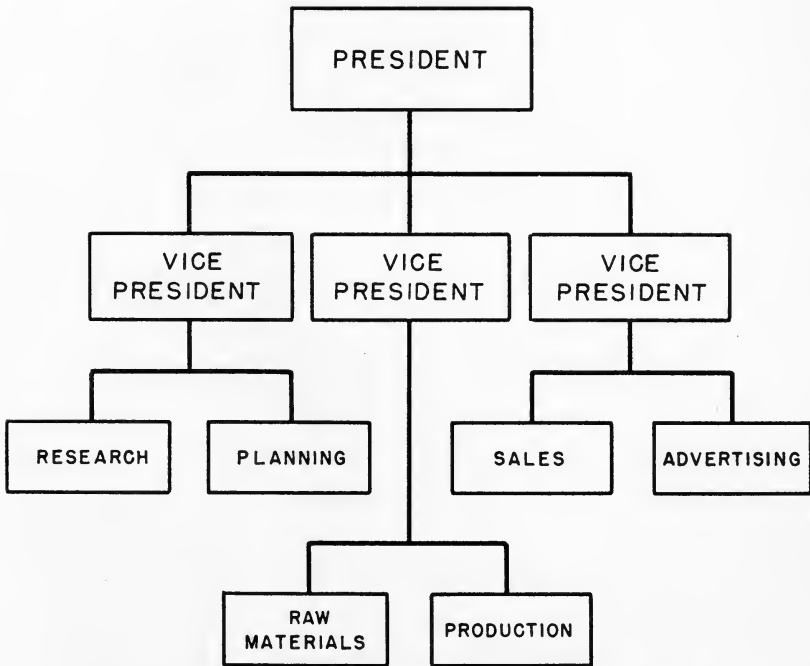 PRESIDENT
VICE
PRESIDENT
VICE
PRESIDENT
VICE
PRESIDENT
RESEARCH
PLANNING
SALES
ADVERTISING
RAW
MATERIALS
PRODUCTION